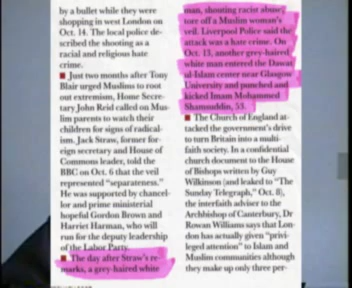 by a bullet while they were
shopping in west London on
Oct. 14. The local police de-
scribed the shooting as a
racial and religious hate
crime.
■ Just two months after Tony
Blair urged Muslims to root
out extremism, Home Secre-
tary John Reid called on Mus-
lim parents to watch their
children for signs of radical-
ism. Jack Straw, former for-
eign secretary and House of
Commons leader, told the
BBC on Oct. 6 that the veil
represented "separateness."
He was supported by chancel-
lor and prime ministerial
hopeful Gordon Brown and
Harriet Harman, who will
run for the deputy leadership
of the Labor Party.
■ The day after Straw's re-
marks, a grey-haired white
man, shouting racist abuse,
tore off a Muslim woman's
veil. Liverpool Police said the
attack was a hate crime. On
Oct. 15, another grey-haired
white man entered the Dawat
ul-Islam center near Glasgow
University and punched and
kicked Imam Mohammed
Shamsuddin, 53.
■ The Church of England at-
tacked the government's drive
to turn Britain into a multi-
faith society. In a confidential
church document to the House
of Bishops written by Guy
Wilkinson (and leaked to "The
Sunday Telegraph," Oct. 8),
the interfaith adviser to the
Archbishop of Canterbury, Dr
Rowan Williams says that Lon-
don has actually given "privi-
leged attention" to Islam and
Muslim communities although
they make up only three per-